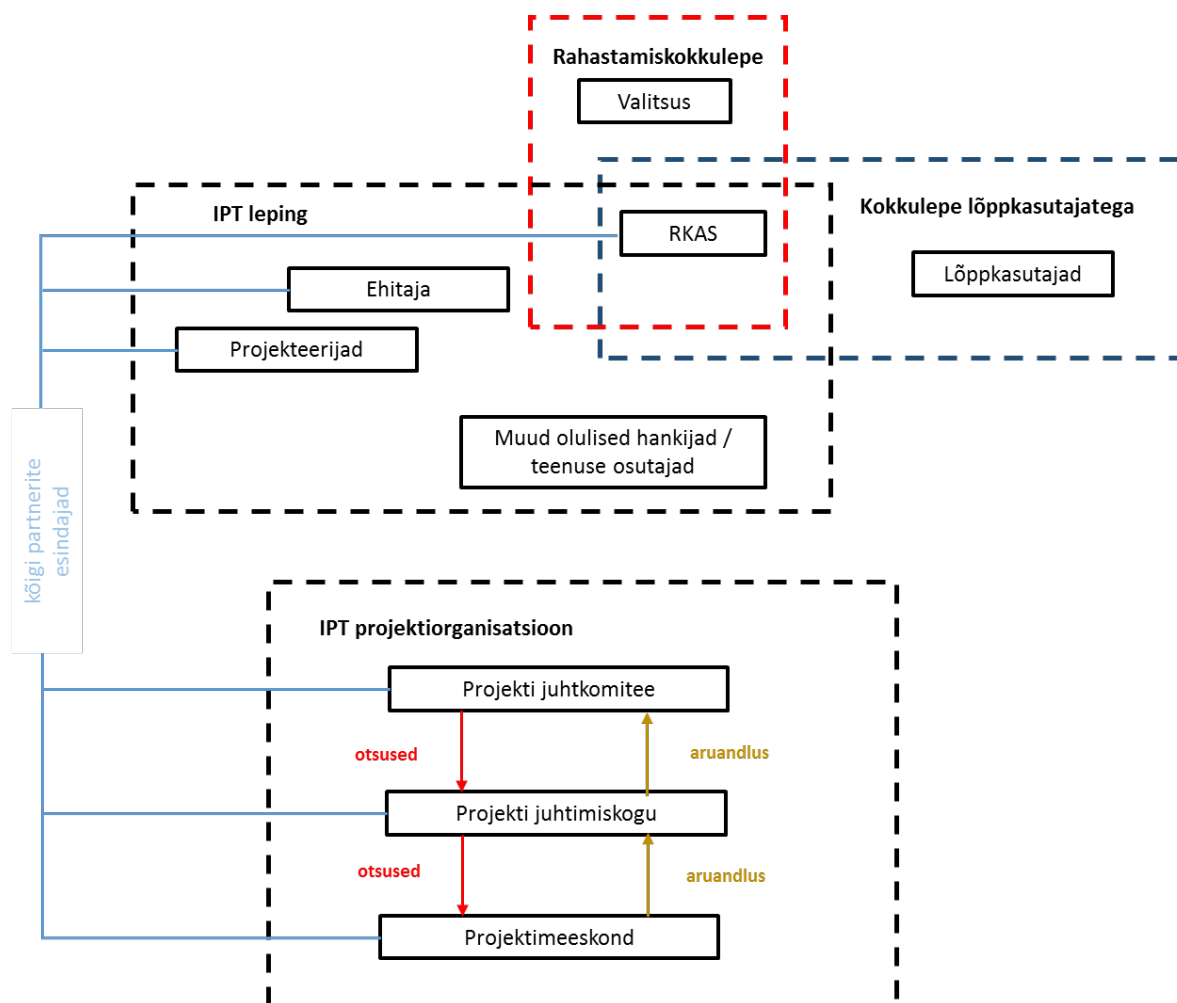 Rahastamiskokkulepe
Valitsus
IPT leping
RKAS
Kokkulepe lõppkasutajatega
Lõppkasutajad
Ehitaja
Projekteerijad
Muud olulised hankijad /
teenuse osutajad
kõigi partnerite
esindajad
IPT projektiorganisatsioon
Projekti juhtkomitee
otsused
aruandlus
Projekti juhtimiskogu
otsused
aruandlus
Projektimeeskond